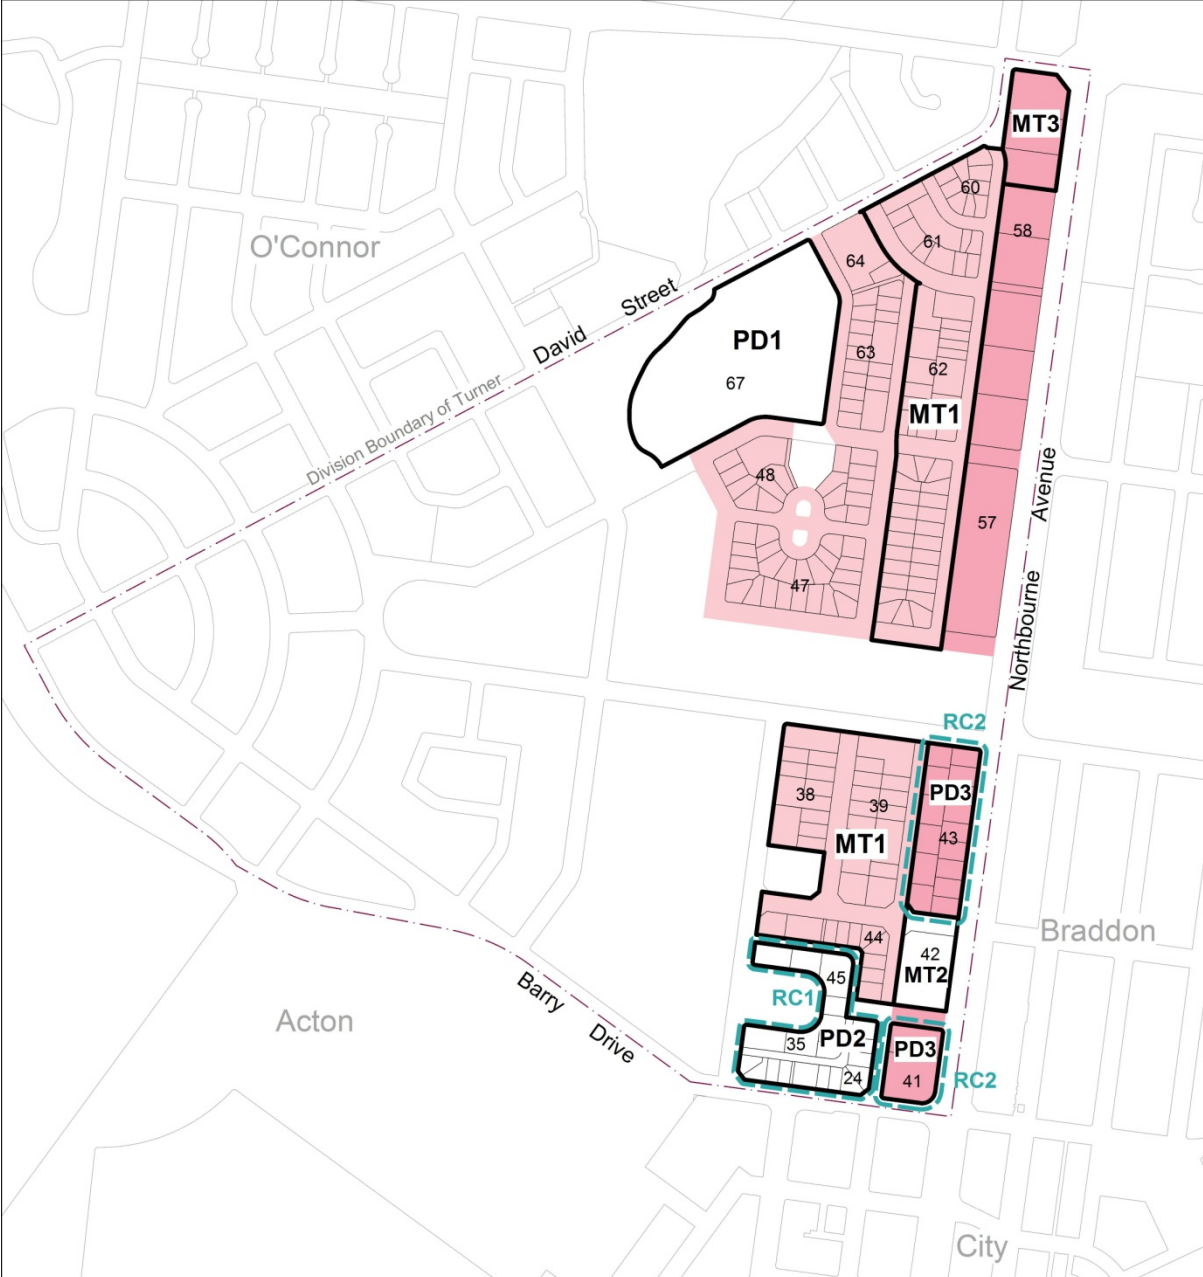 MT3
60
58
61
O'Connor
64
Street
David
PD1
63
67
62
Division Boundary of Turner
MT1
48
Avenue
57
47
Northbourne
RC2
38
39
PD3
43
MT1
Braddon
44
42
MT2
45
RC1
Barry
Acton
Drive
35
PD2
PD3
24
41
RC2
City